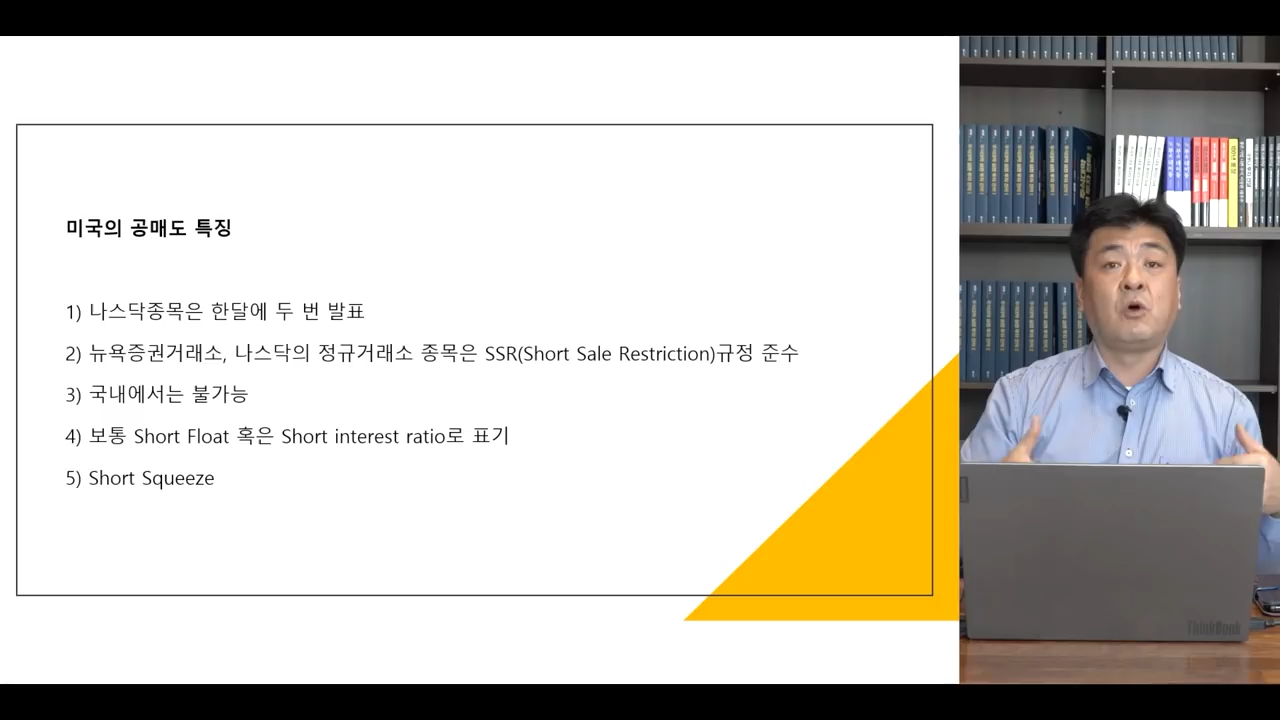 미국의 공매도 특징
1) 나스닥종목은 한달에 두 번 발표
2) 뉴욕증권거래소, 나스닥의 정규거래소 종목은 SSR(Short Sale Restriction)규정 준수
3) 국내에서는 불가능
4) 보통 Short Float 혹은 Short interest ratio로 표기
5) Short Squeeze
ThinkBook